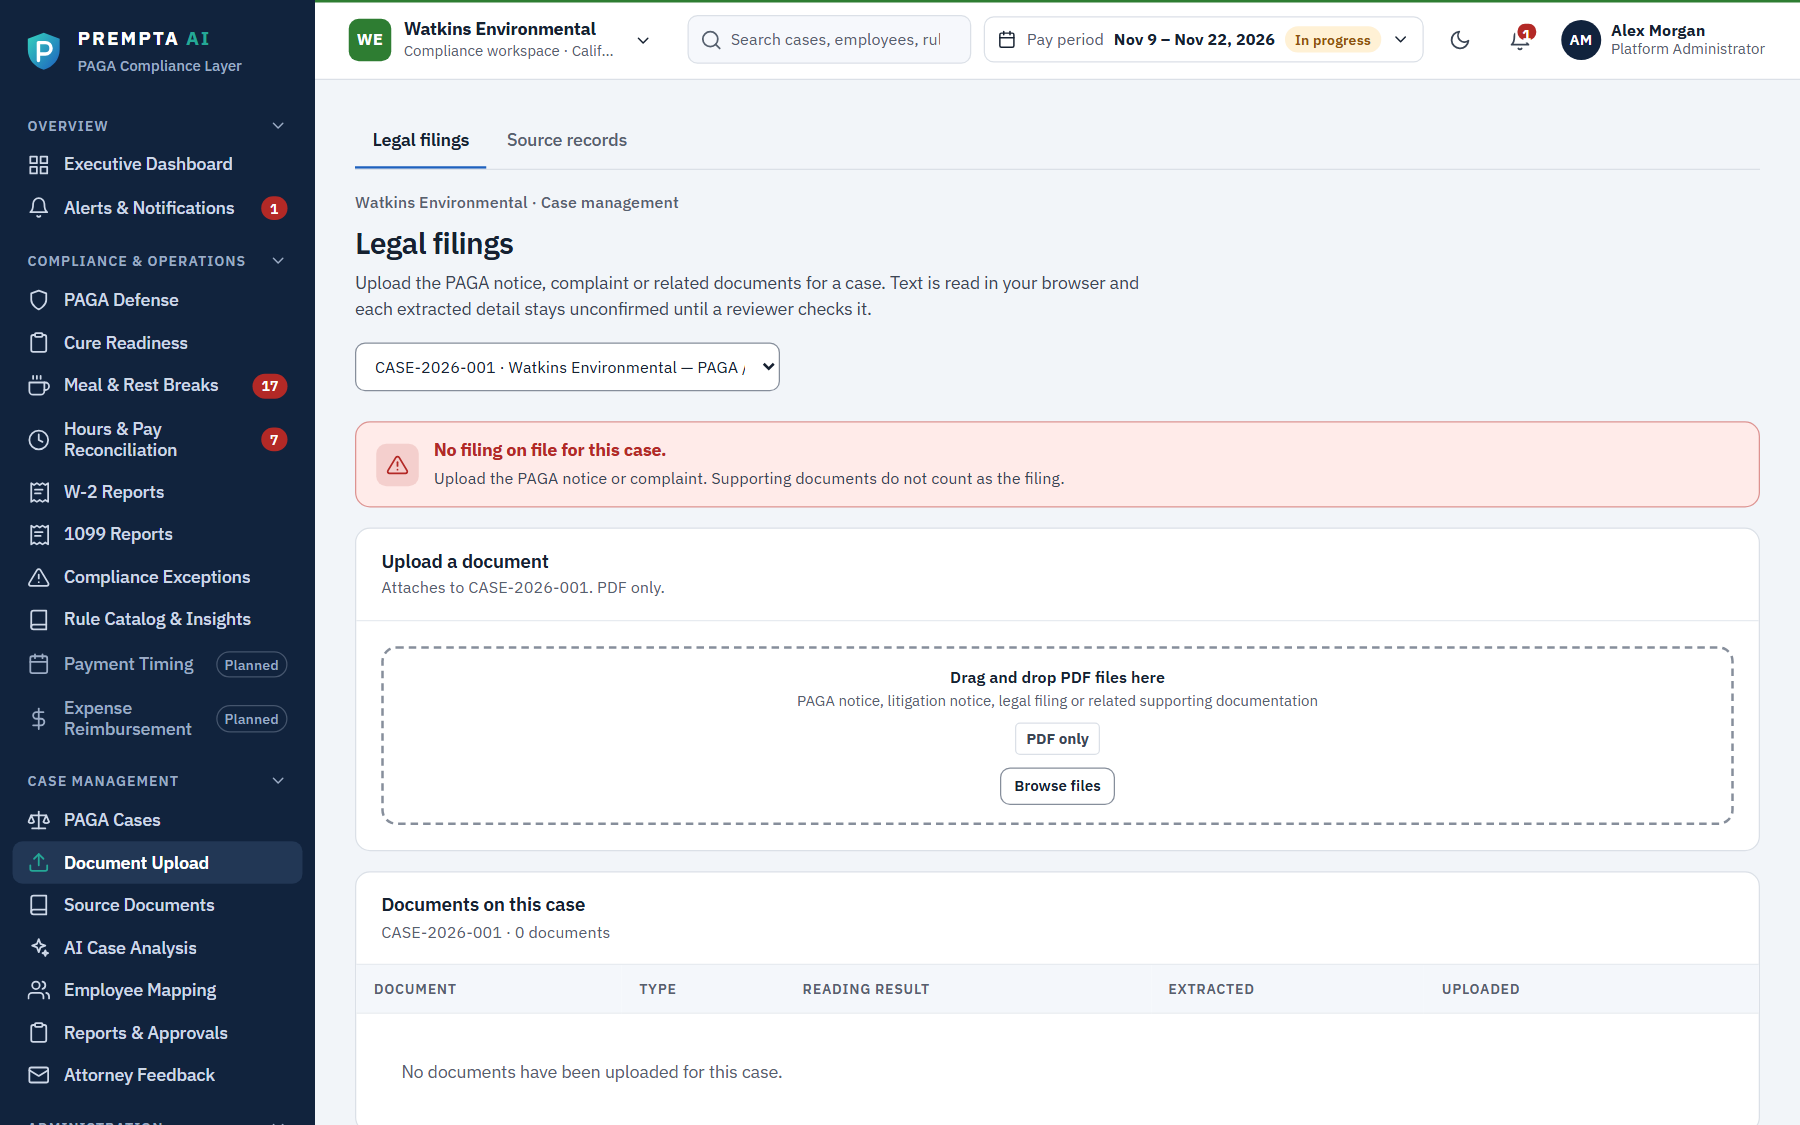 PREMPTA AI
PAGA Compliance Layer
OVERVIEW
Executive Dashboard
Alerts & Notifications 1
COMPLIANCE & OPERATIONS
PAGA Defense
Cure Readiness
Meal & Rest Breaks 17
Hours & Pay
Reconciliation 7
W-2 Reports
1099 Reports
Compliance Exceptions
Rule Catalog & Insights
Payment Timing Planned
Expense
Reimbursement Planned
CASE MANAGEMENT
PAGA Cases
Document Upload
Source Documents
AI Case Analysis
Employee Mapping
Reports & Approvals
Attorney Feedback
WE
Watkins Environmental
Compliance workspace · Calif...
Search cases, employees, rul
Pay period Nov 9 – Nov 22, 2026 In progress
1
AM
Alex Morgan
Platform Administrator
Legal filings Source records
Watkins Environmental · Case management
Legal filings
Upload the PAGA notice, complaint or related documents for a case. Text is read in your browser and
each extracted detail stays unconfirmed until a reviewer checks it.
CASE-2026-001 · Watkins Environmental — PAGA /
No filing on file for this case.
Upload the PAGA notice or complaint. Supporting documents do not count as the filing.
Upload a document
Attaches to CASE-2026-001. PDF only.
Drag and drop PDF files here
PAGA notice, litigation notice, legal filing or related supporting documentation
PDF only
Browse files
Documents on this case
CASE-2026-001 · 0 documents
DOCUMENT TYPE READING RESULT EXTRACTED UPLOADED
No documents have been uploaded for this case.